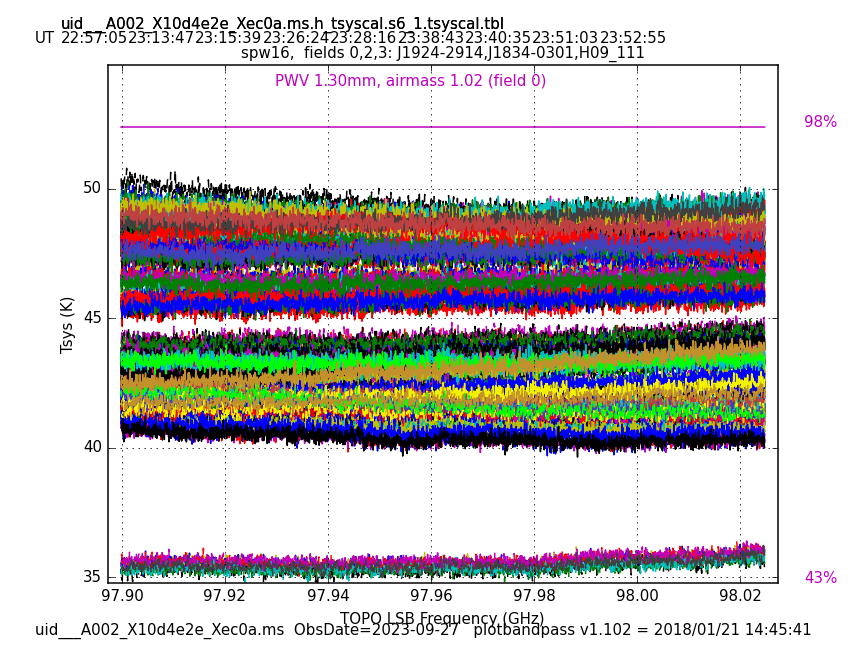 uid___A002_X10d4e2e_Xec0a.ms.h_tsyscal.s6_1.tsyscal.tbl
UT 22:57:05 23:13:47 23:15:39 23:26:24 23:28:16 23:38:43 23:40:35 23:51:03 23:52:55
spw16, fields 0,2,3: J1924-2914,J1834-0301,H09_111
PWV 1.30mm, airmass 1.02 (field 0)
98%
50
45
40
35
Tsys (K)
43%
97.90 97.92 97.94 97.96 97.98 98.00 98.02
TOPO LSB Frequency (GHz)
uid___A002_X10d4e2e_Xec0a.ms ObsDate=2023-09-27 plotbandpass v1.102 = 2018/01/21 14:45:41